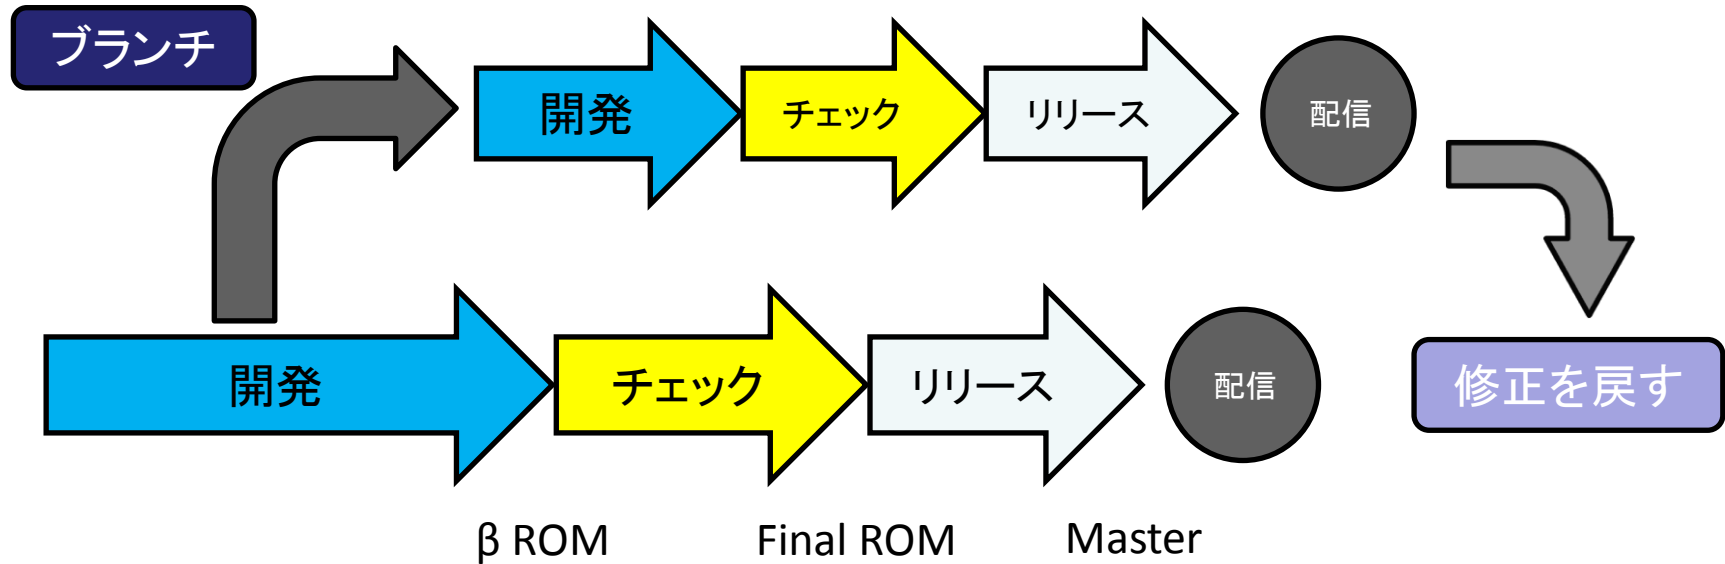 ブランチ
開発
チェック
リリース
配信
開発
チェック
リリース
配信
修正を戻す
β ROM
Final ROM
Master